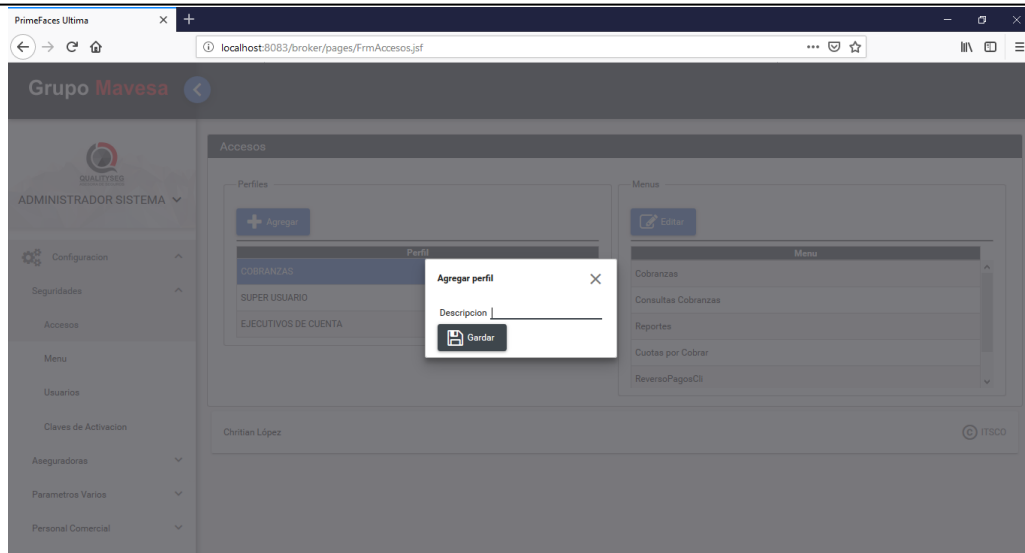 PrimeFaces Ultima
localhost:8083/broker/pages/FrmAccesos.jsf
Grupo Mavesa
QUALITYSEG
ADMINISTRADOR SISTEMA
Configuracion
Seguridades
Accesos
Menu
Usuarios
Claves de Activacion
Aseguradoras
Parametros Varios
Personal Comercial
Accesos
Perfiles
Agregar
Perfil
COBRANZAS
SUPER USUARIO
EJECUTIVOS DE CUENTA
Agregar perfil
Descripcion
Gardar
Menus
Editar
Menu
Cobranzas
Consultas Cobranzas
Reportes
Cuotas por Cobrar
ReversoPagosCli
Chritian López
© ITSCO